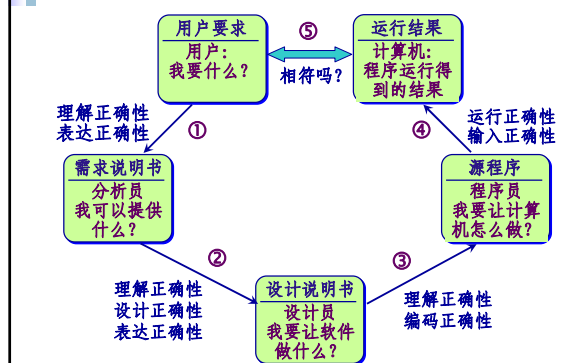 用户要求
用户:
我要什么?
⑤
相符吗?
运行结果
计算机:
程序运行得
到的结果
理解正确性
表达正确性
①
④
运行正确性
输入正确性
需求说明书
分析员
我可以提供
什么?
源程序
程序员
我要让计算
机怎么做?
②
③
理解正确性
设计正确性
表达正确性
设计说明书
设计员
我要让软件
做什么?
理解正确性
编码正确性